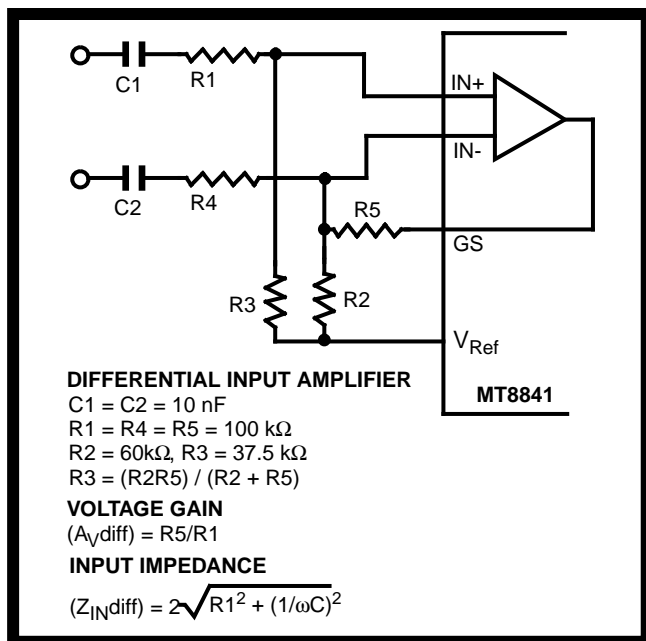 C1
R1
IN+
IN-
C2
R4
R5
GS
R3
R2
VRef
MT8841
DIFFERENTIAL INPUT AMPLIFIER
C1 = C2 = 10 nF
R1 = R4 = R5 = 100 kΩ
R2 = 60kΩ, R3 = 37.5 kΩ
R3 = (R2R5) / (R2 + R5)
VOLTAGE GAIN
(AVdiff) = R5/R1
INPUT IMPEDANCE
(ZINdiff) = 2√R1² + (1/ωC)²